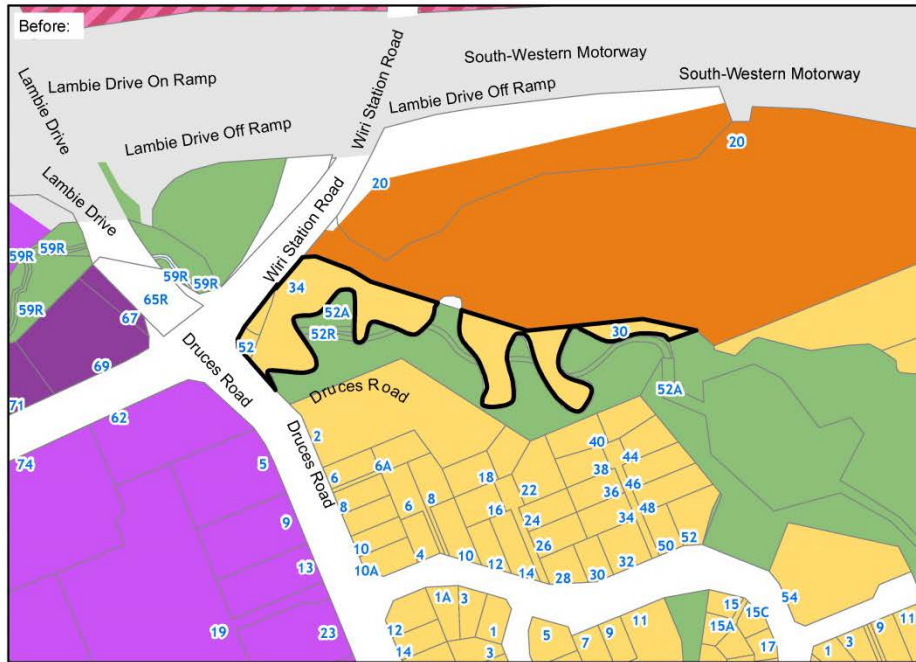 Before:
Lambie Drive On Ramp
South-Western Motorway
South-Western Motorway
Lambie Drive
Wiri Station Road
Lambie Drive Off Ramp
Lambie Drive Off Ramp
20
20
Lambie Drive
Wiri Station Road
59R
59R
59R
59R
59R
65R
67
34
52A
52R
52
30
69
Druces Road
52A
71
Druces Road
62
74
5
Druces Road
2
6
6A
18
40
44
38
46
8
6
8
16
22
36
48
9
24
34
10
4
10
26
50
52
13
10A
12
14
28
30
32
54
1A
3
15
15C
19
23
12
1
5
11
15A
9
11
14
3
7
9
17
1
3